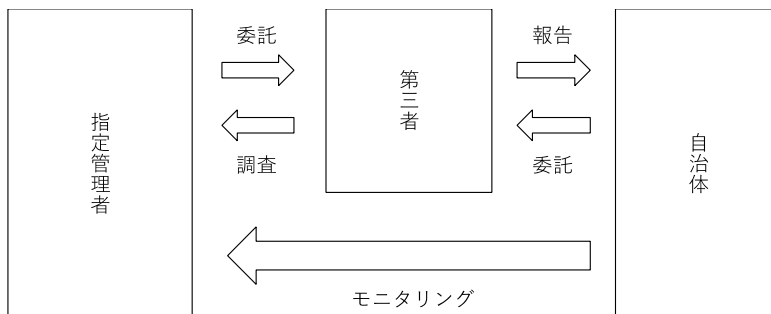 委託
報告
指定管理者
第三者
自治体
調査
委託
モニタリング